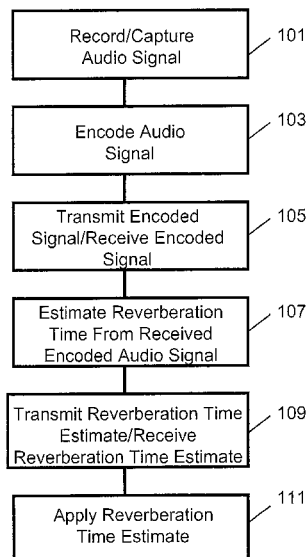 Record/Capture
Audio Signal
101
Encode Audio
Signal
103
Transmit Encoded
Signal/Receive Encoded
Signal
105
Estimate Reverberation
Time From Received
Encoded Audio Signal
107
Transmit Reverberation Time
Estimate/Receive
Reverberation Time Estimate
109
Apply Reverberation
Time Estimate
111